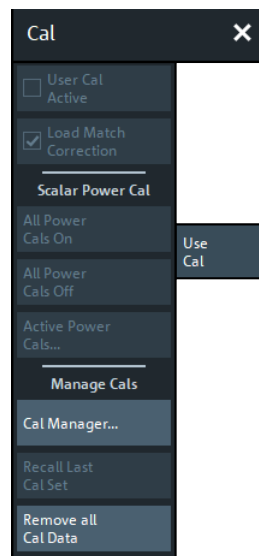 Cal
User Cal
Active
Load Match
Correction
Scalar Power Cal
All Power
Cals On
All Power
Cals Off
Active Power
Cals...
Manage Cals
Cal Manager...
Recall Last
Cal Set
Remove all
Cal Data
Use
Cal